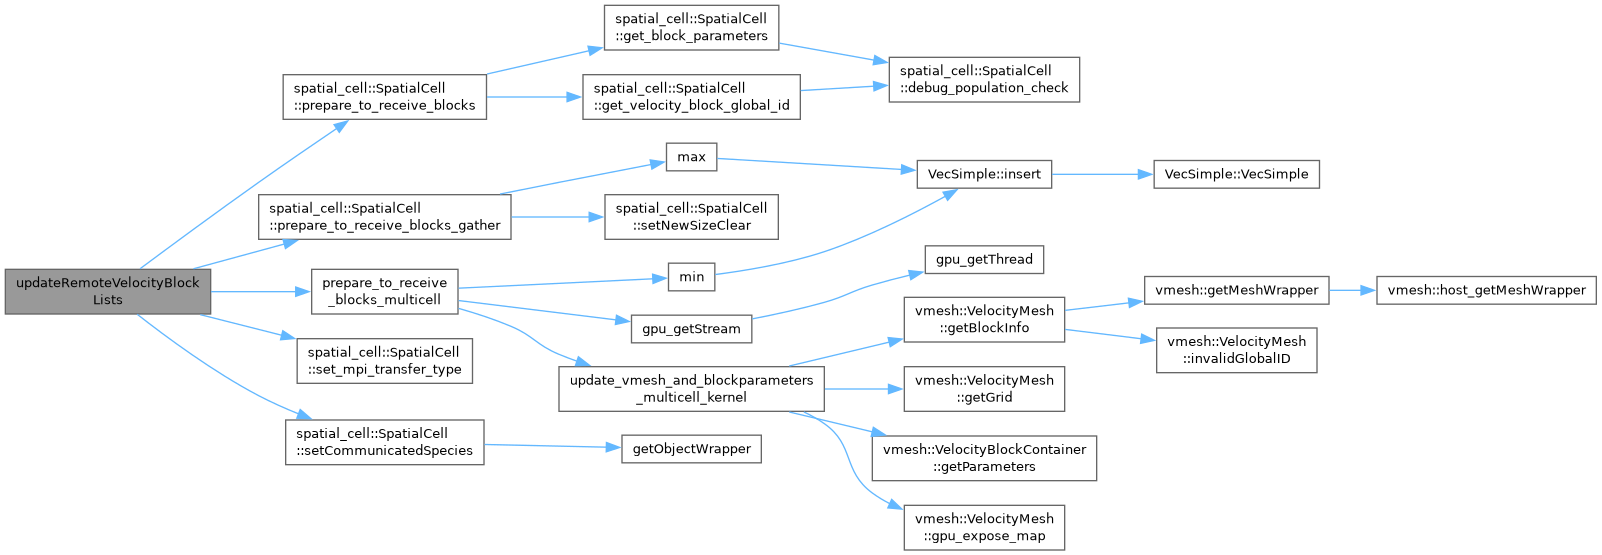 updateRemoteVelocityBlock
Lists
spatial_cell::SpatialCell
::prepare_to_receive_blocks
spatial_cell::SpatialCell
::get_block_parameters
spatial_cell::SpatialCell
::get_velocity_block_global_id
spatial_cell::SpatialCell
::debug_population_check
spatial_cell::SpatialCell
::prepare_to_receive_blocks_gather
max
spatial_cell::SpatialCell
::setNewSizeClear
VecSimple::insert
VecSimple::VecSimple
prepare_to_receive
_blocks_multicell
min
gpu_getStream
gpu_getThread
update_vmesh_and_blockparameters
_multicell_kernel
vmesh::VelocityMesh
::getBlockInfo
vmesh::getMeshWrapper
vmesh::host_getMeshWrapper
vmesh::VelocityMesh
::invalidGlobalID
vmesh::VelocityMesh
::getGrid
vmesh::VelocityBlockContainer
::getParameters
vmesh::VelocityMesh
::gpu_expose_map
spatial_cell::SpatialCell
::set_mpi_transfer_type
spatial_cell::SpatialCell
::setCommunicatedSpecies
getObjectWrapper